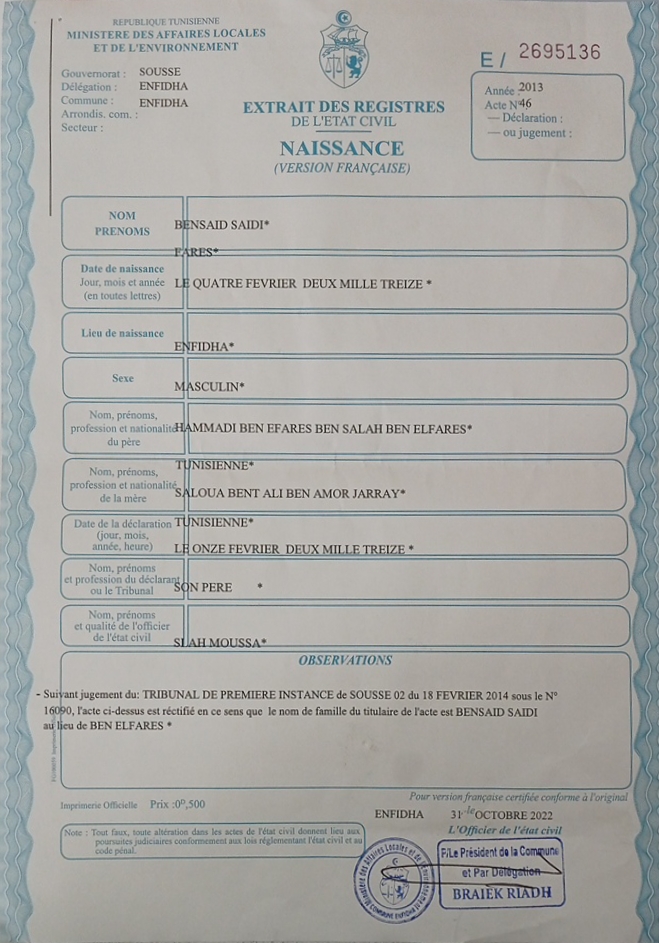 REPUBLIQUE TUNISIENNE
MINISTERE DES AFFAIRES LOCALES
ET DE L'ENVIRONNEMENT
Gouvernorat : SOUSSE
Délégation : ENFIDHA
Commune : ENFIDHA
Arrondis. com. :
Secteur :
E / 2695136
EXTRAIT DES REGISTRES
DE L'ETAT CIVIL
NAISSANCE
(VERSION FRANÇAISE)
Année : 2013
Acte N° 46
— Déclaration :
— ou jugement :
NOM
PRENOMS
BENSAID SAIDI*
FARES*
Date de naissance
Jour, mois et année
(en toutes lettres)
LE QUATRE FEVRIER DEUX MILLE TREIZE *
Lieu de naissance
ENFIDHA*
Sexe
MASCULIN*
Nom, prénoms,
profession et nationalité
du père
HAMMADI BEN EFARES BEN SALAH BEN ELFARES*
TUNISIENNE*
Nom, prénoms,
profession et nationalité
de la mère
SALOUA BENT ALI BEN AMOR JARRAY*
TUNISIENNE*
Date de la déclaration
(jour, mois,
année, heure)
LE ONZE FEVRIER DEUX MILLE TREIZE *
Nom, prénoms
et profession du déclarant
ou le Tribunal
SON PERE *
Nom, prénoms
et qualité de l'officier
de l'état civil
SLAH MOUSSA*
OBSERVATIONS
- Suivant jugement du: TRIBUNAL DE PREMIERE INSTANCE de SOUSSE 02 du 18 FEVRIER 2014 sous le N°
16090, l'acte ci-dessus est réctifié en ce sens que le nom de famille du titulaire de l'acte est BENSAID SAIDI
au lieu de BEN ELFARES *
Imprimerie Officielle Prix :0ᴰ,500
Pour version française certifiée conforme à l'original
ENFIDHA le 31 OCTOBRE 2022
L'Officier de l'état civil
Note : Tout faux, toute altération dans les actes de l'état civil donnent lieu aux
poursuites judiciaires conformement aux lois réglementant l'état civil et au
code pénal.
Ministère des Affaires Locales et de l'Environnement
COMMUNE ENFIDHA
P/Le Président de la Commune
et Par Délégation
BRAIEK RIADH